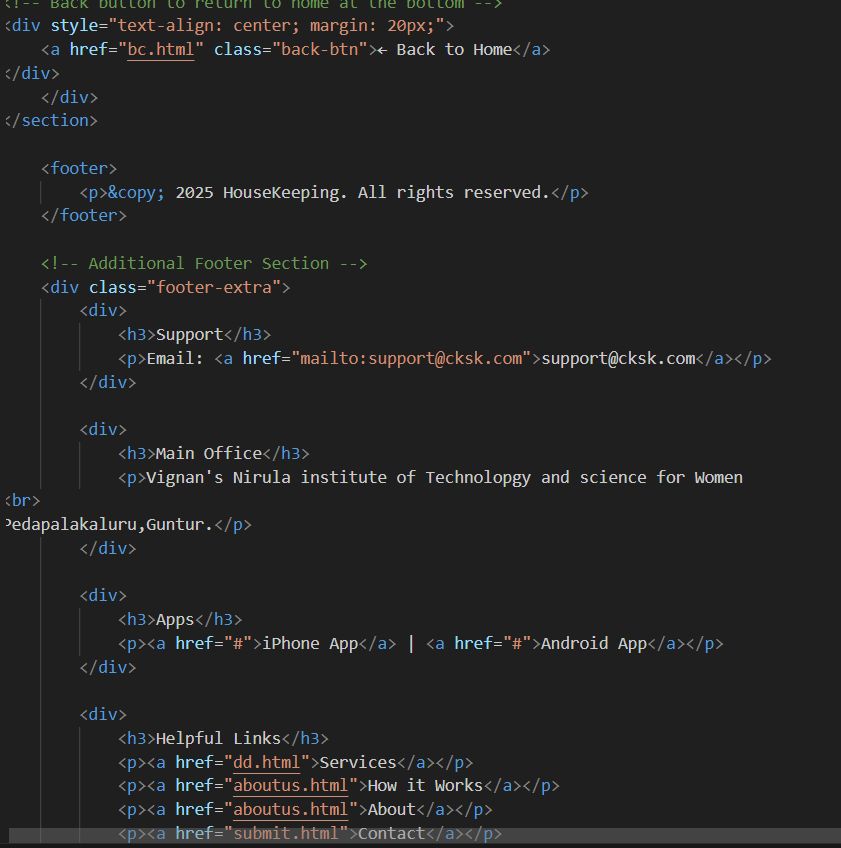 <!-- Back button to return to home at the bottom -->
<div style="text-align: center; margin: 20px;">
<a href="bc.html" class="back-btn">← Back to Home</a>
</div>
</div>
</section>
<footer>
<p>&copy; 2025 HouseKeeping. All rights reserved.</p>
</footer>
<!-- Additional Footer Section -->
<div class="footer-extra">
<div>
<h3>Support</h3>
<p>Email: <a href="mailto:support@cksk.com">support@cksk.com</a></p>
</div>
<div>
<h3>Main Office</h3>
<p>Vignan's Nirula institute of Technolopgy and science for Women
<br>
Pedapalakaluru,Guntur.</p>
</div>
<div>
<h3>Apps</h3>
<p><a href="#">iPhone App</a> | <a href="#">Android App</a></p>
</div>
<div>
<h3>Helpful Links</h3>
<p><a href="dd.html">Services</a></p>
<p><a href="aboutus.html">How it Works</a></p>
<p><a href="aboutus.html">About</a></p>
<p><a href="submit.html">Contact</a></p>